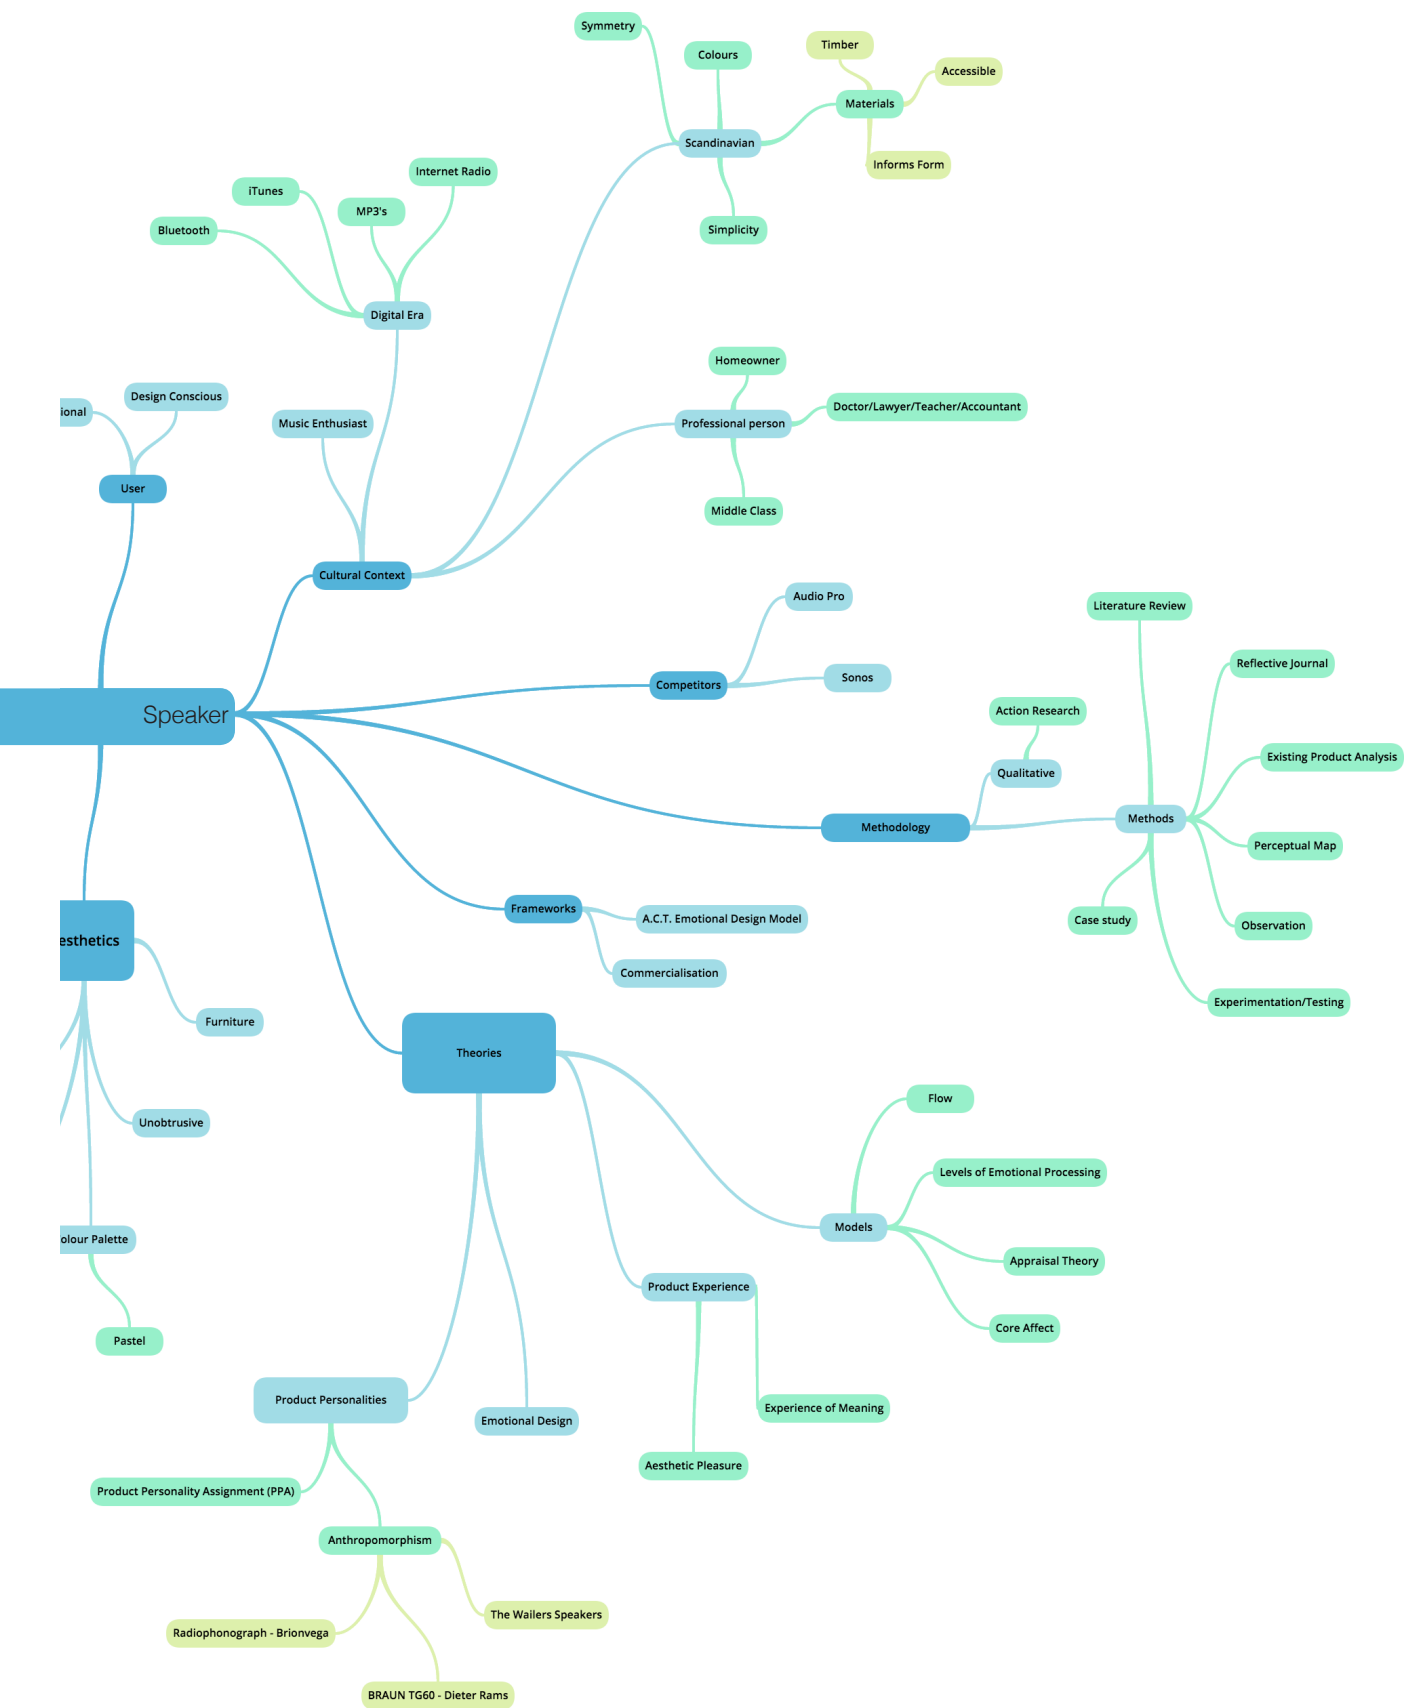 Symmetry
Colours
Timber
Accessible
Materials
Scandinavian
Informs Form
Internet Radio
iTunes
MP3's
Bluetooth
Simplicity
Digital Era
Homeowner
Design Conscious
ional
Doctor/Lawyer/Teacher/Accountant
Music Enthusiast
Professional person
User
Middle Class
Cultural Context
Audio Pro
Literature Review
Reflective Journal
Sonos
Competitors
Speaker
Action Research
Existing Product Analysis
Qualitative
Methods
Methodology
Perceptual Map
Frameworks
A.C.T. Emotional Design Model
Case study
Observation
esthetics
Commercialisation
Experimentation/Testing
Furniture
Theories
Flow
Unobtrusive
Levels of Emotional Processing
Models
olour Palette
Appraisal Theory
Product Experience
Core Affect
Pastel
Product Personalities
Experience of Meaning
Emotional Design
Aesthetic Pleasure
Product Personality Assignment (PPA)
Anthropomorphism
The Wailers Speakers
Radiophonograph - Brionvega
BRAUN TG60 - Dieter Rams